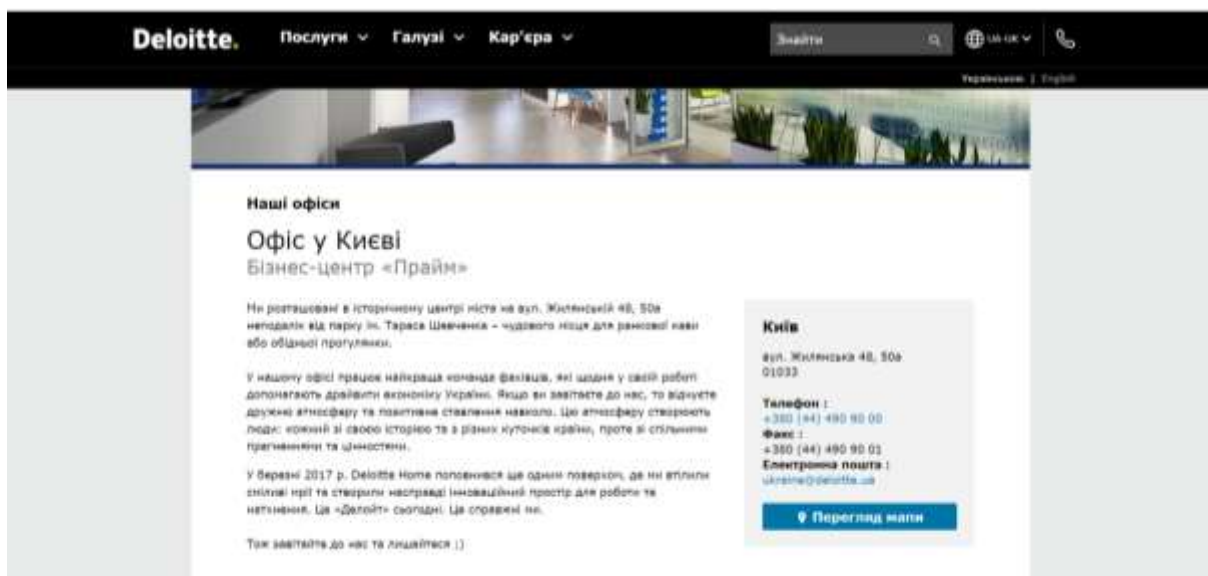 Deloitte.
Послуги
Галузі
Кар'єра
Знайти
UA-UK
Українською | English
Наші офіси
Офіс у Києві
Бізнес-центр «Прайм»
Ми розташовані в історичному центрі міста на вул. Жилянській 48, 50а
неподалік від парку ім. Тараса Шевченка – чудового місця для ранкової кави
або обідньої прогулянки.
У нашому офісі працює найкраща команда фахівців, які щодня у своїй роботі
допомагають драйвити економіку України. Якщо ви завітаєте до нас, то відчуєте
дружню атмосферу та позитивне ставлення навколо. Цю атмосферу створюють
люди: кожний зі своєю історією та з різних куточків країни, проте зі спільними
прагненнями та цінностями.
У березні 2017 р. Deloitte Home поповнився ще одним поверхом, де ми втілили
сміливі мрії та створили насправді інноваційний простір для роботи та
натхнення. Це «Делойт» сьогодні. Це справжні ми.
Тож завітайте до нас та лишайтеся ;)
Київ
вул. Жилянська 48, 50а
01033
Телефон :
+380 (44) 490 90 00
Факс :
+380 (44) 490 90 01
Електронна пошта :
ukraine@deloitte.ua
Перегляд мапи